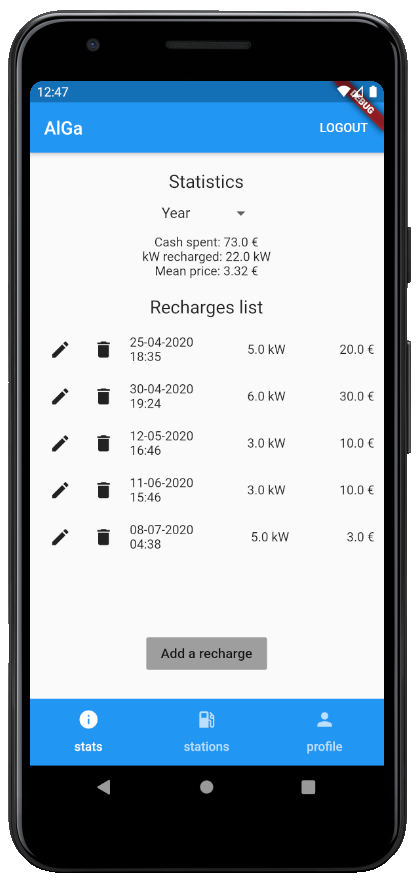 12:47
DEBUG
AlGa
LOGOUT
Statistics
Year
Cash spent: 73.0 €
kW recharged: 22.0 kW
Mean price: 3.32 €
Recharges list
25-04-2020
18:35
5.0 kW
20.0 €
30-04-2020
19:24
6.0 kW
30.0 €
12-05-2020
16:46
3.0 kW
10.0 €
11-06-2020
15:46
3.0 kW
10.0 €
08-07-2020
04:38
5.0 kW
3.0 €
Add a recharge
stats
stations
profile